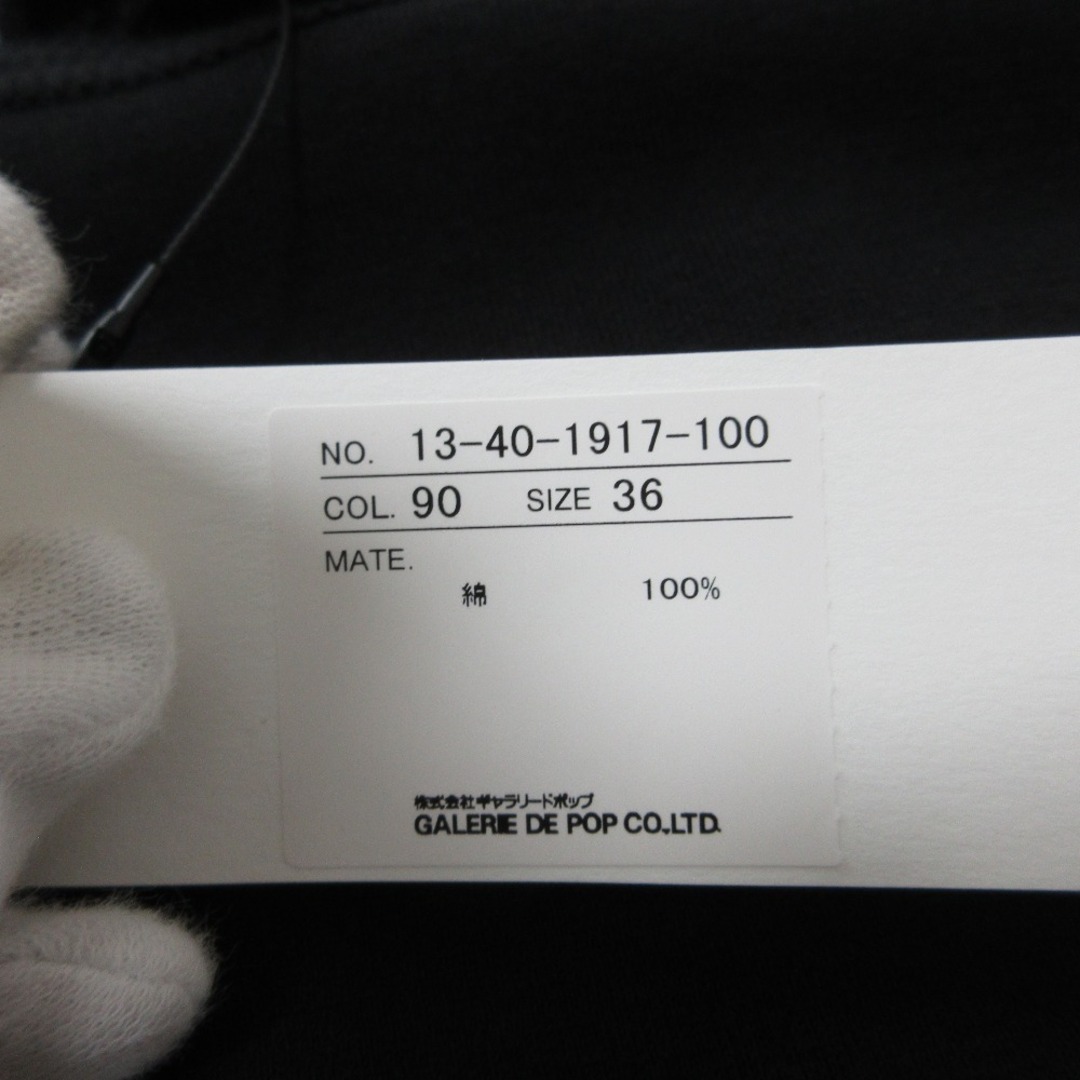 NO. 13-40-1917-100
COL. 90 SIZE 36
MATE.
綿 100%
株式会社ギャラリードポップ
GALERIE DE POP CO.,LTD.